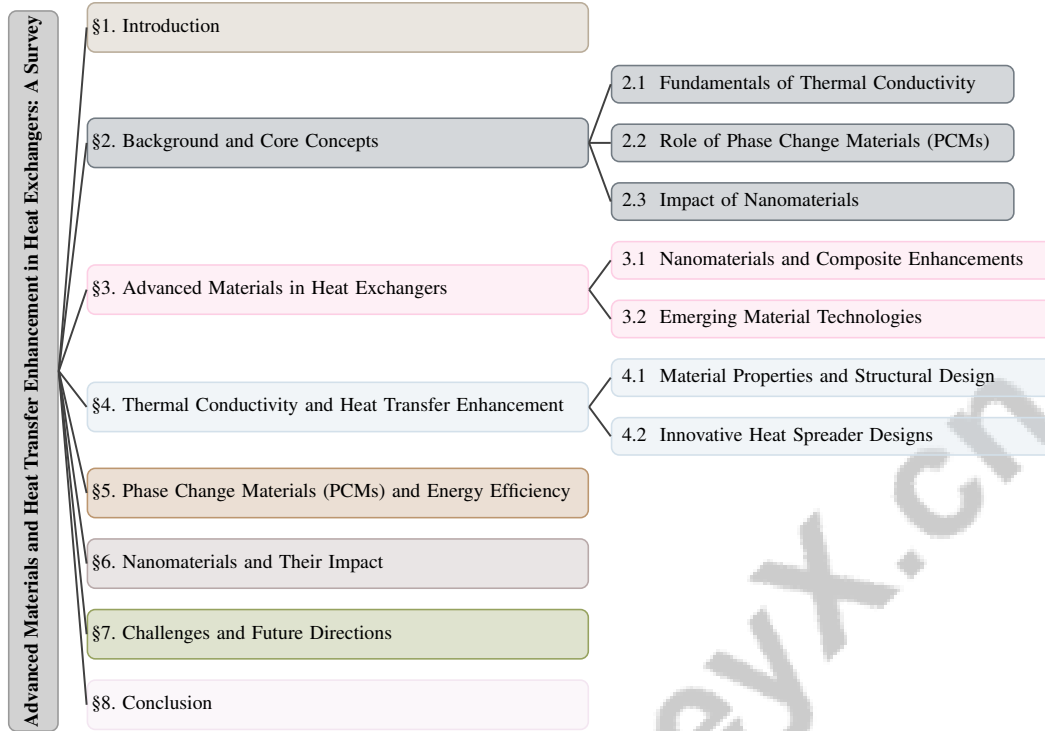 Advanced Materials and Heat Transfer Enhancement in Heat Exchangers: A Survey
§1. Introduction
§2. Background and Core Concepts
2.1 Fundamentals of Thermal Conductivity
2.2 Role of Phase Change Materials (PCMs)
2.3 Impact of Nanomaterials
§3. Advanced Materials in Heat Exchangers
3.1 Nanomaterials and Composite Enhancements
3.2 Emerging Material Technologies
§4. Thermal Conductivity and Heat Transfer Enhancement
4.1 Material Properties and Structural Design
4.2 Innovative Heat Spreader Designs
§5. Phase Change Materials (PCMs) and Energy Efficiency
§6. Nanomaterials and Their Impact
§7. Challenges and Future Directions
§8. Conclusion
eyx.cn